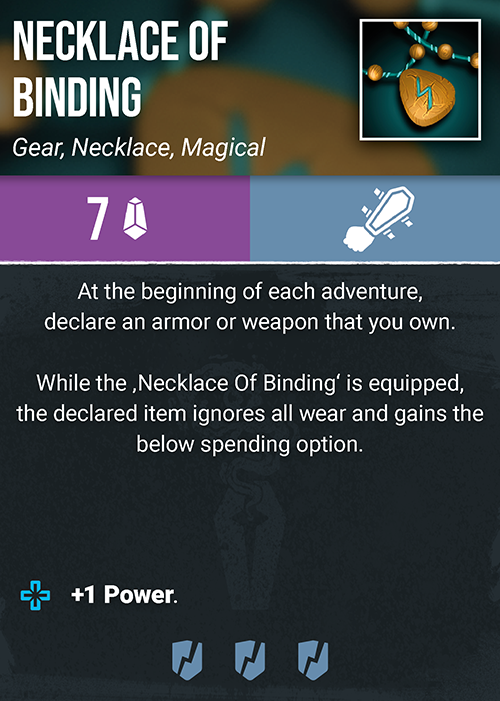 NECKLACE OF
BINDING
Gear, Necklace, Magical
7
At the beginning of each adventure,
declare an armor or weapon that you own.
While the ‚Necklace Of Binding‘ is equipped,
the declared item ignores all wear and gains the
below spending option.
+1 Power.